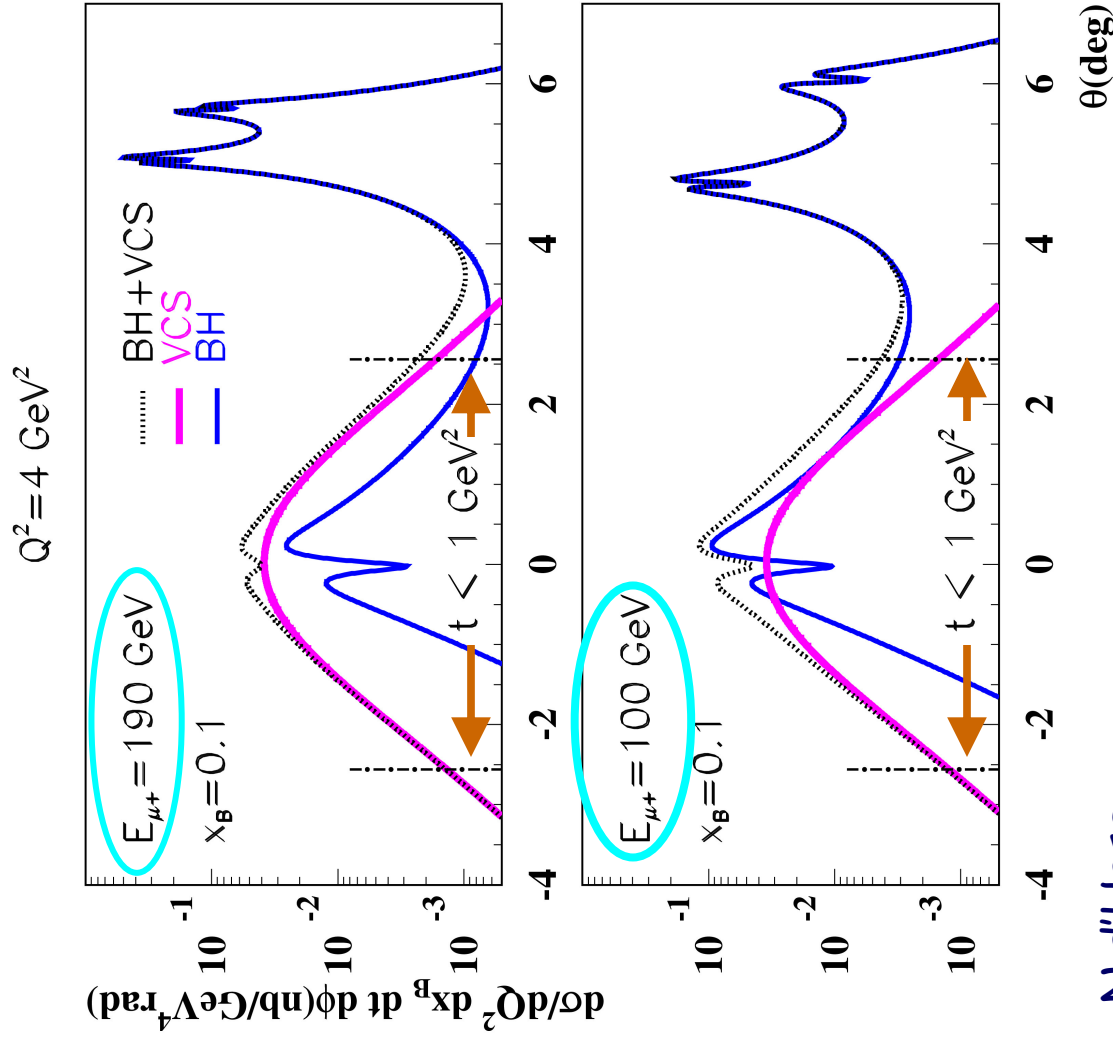 Q²=4 GeV²
dσ/dQ² dx_B dt dϕ(nb/GeV⁴rad)
10⁻¹
10⁻²
10⁻³
E_μ+=190 GeV
x_B=0.1
BH+VCS
VCS
BH
t < 1 GeV²
-4 -2 0 2 4 6
10⁻¹
10⁻²
10⁻³
E_μ+=100 GeV
x_B=0.1
t < 1 GeV²
-4 -2 0 2 4 6
θ(deg)